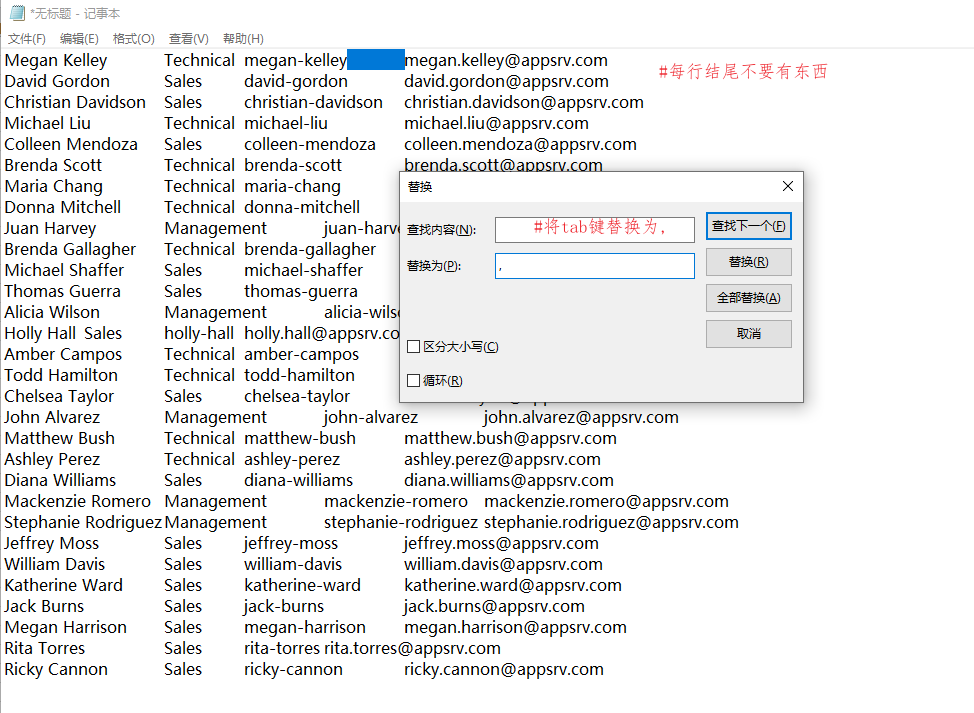 *无标题 - 记事本
文件(F) 编辑(E) 格式(O) 查看(V) 帮助(H)
Megan Kelley Technical megan-kelley megan.kelley@appsrv.com
#每行结尾不要有东西
David Gordon Sales david-gordon david.gordon@appsrv.com
Christian Davidson Sales christian-davidson christian.davidson@appsrv.com
Michael Liu Technical michael-liu michael.liu@appsrv.com
Colleen Mendoza Sales colleen-mendoza colleen.mendoza@appsrv.com
Brenda Scott Technical brenda-scott brenda.scott@appsrv.com
Maria Chang Technical maria-chang
Donna Mitchell Technical donna-mitchell
Juan Harvey Management
Brenda Gallagher Technical brenda-gallagher
Michael Shaffer Sales michael-shaffer
Thomas Guerra Sales thomas-guerra
Alicia Wilson Management
Holly Hall Sales holly-hall
Amber Campos Technical amber-campos
Todd Hamilton Technical todd-hamilton
Chelsea Taylor Sales chelsea-taylor
John Alvarez Management john-alvarez john.alvarez@appsrv.com
Matthew Bush Technical matthew-bush matthew.bush@appsrv.com
Ashley Perez Technical ashley-perez ashley.perez@appsrv.com
Diana Williams Sales diana-williams diana.williams@appsrv.com
Mackenzie Romero Management mackenzie-romero mackenzie.romero@appsrv.com
Stephanie Rodriguez Management stephanie-rodriguez stephanie.rodriguez@appsrv.com
Jeffrey Moss Sales jeffrey-moss jeffrey.moss@appsrv.com
William Davis Sales william-davis william.davis@appsrv.com
Katherine Ward Sales katherine-ward katherine.ward@appsrv.com
Jack Burns Sales jack-burns jack.burns@appsrv.com
Megan Harrison Sales megan-harrison megan.harrison@appsrv.com
Rita Torres Sales rita-torres rita.torres@appsrv.com
Ricky Cannon Sales ricky-cannon ricky.cannon@appsrv.com
替换
查找内容(N): #将tab键替换为, 查找下一个(F)
替换为(P): , 替换(R)
全部替换(A)
取消
区分大小写(C)
循环(R)